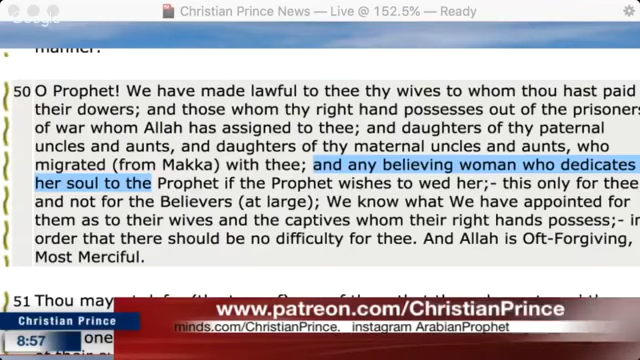 Christian Prince News — Live @ 152.5% — Ready
Google
manner.
50 O Prophet! We have made lawful to thee thy wives to whom thou hast paid
their dowers; and those whom thy right hand possesses out of the prisoners
of war whom Allah has assigned to thee; and daughters of thy paternal
uncles and aunts, and daughters of thy maternal uncles and aunts, who
migrated (from Makka) with thee; and any believing woman who dedicates
her soul to the Prophet if the Prophet wishes to wed her;- this only for thee
and not for the Believers (at large); We know what We have appointed for
them as to their wives and the captives whom their right hands possess;- in
order that there should be no difficulty for thee. And Allah is Oft-Forgiving,
Most Merciful.
51 Thou may
www.patreon.com/ChristianPrince
Christian Prince
minds.com/ChristianPrince. instagram ArabianProphet
8:57 one